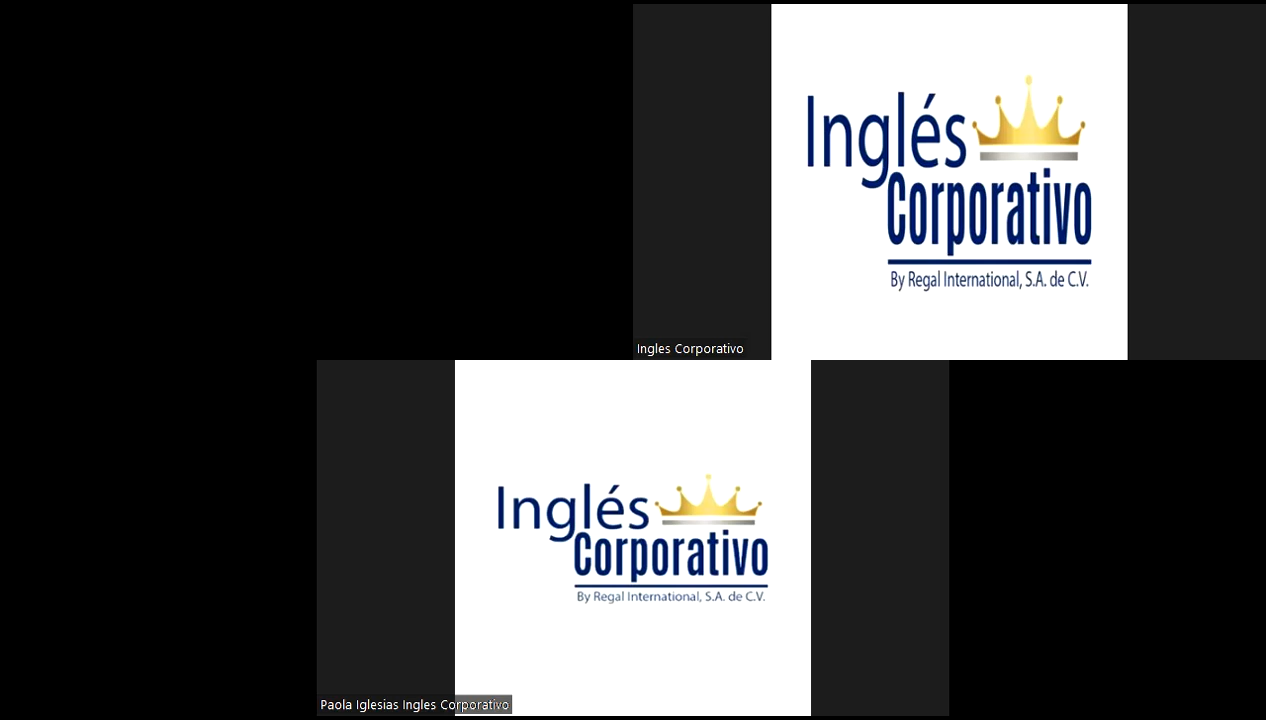 Inglés
Corporativo
By Regal International, S.A. de C.V.
Ingles Corporativo
Inglés
Corporativo
By Regal International, S.A. de C.V.
Paola Iglesias Ingles Corporativo